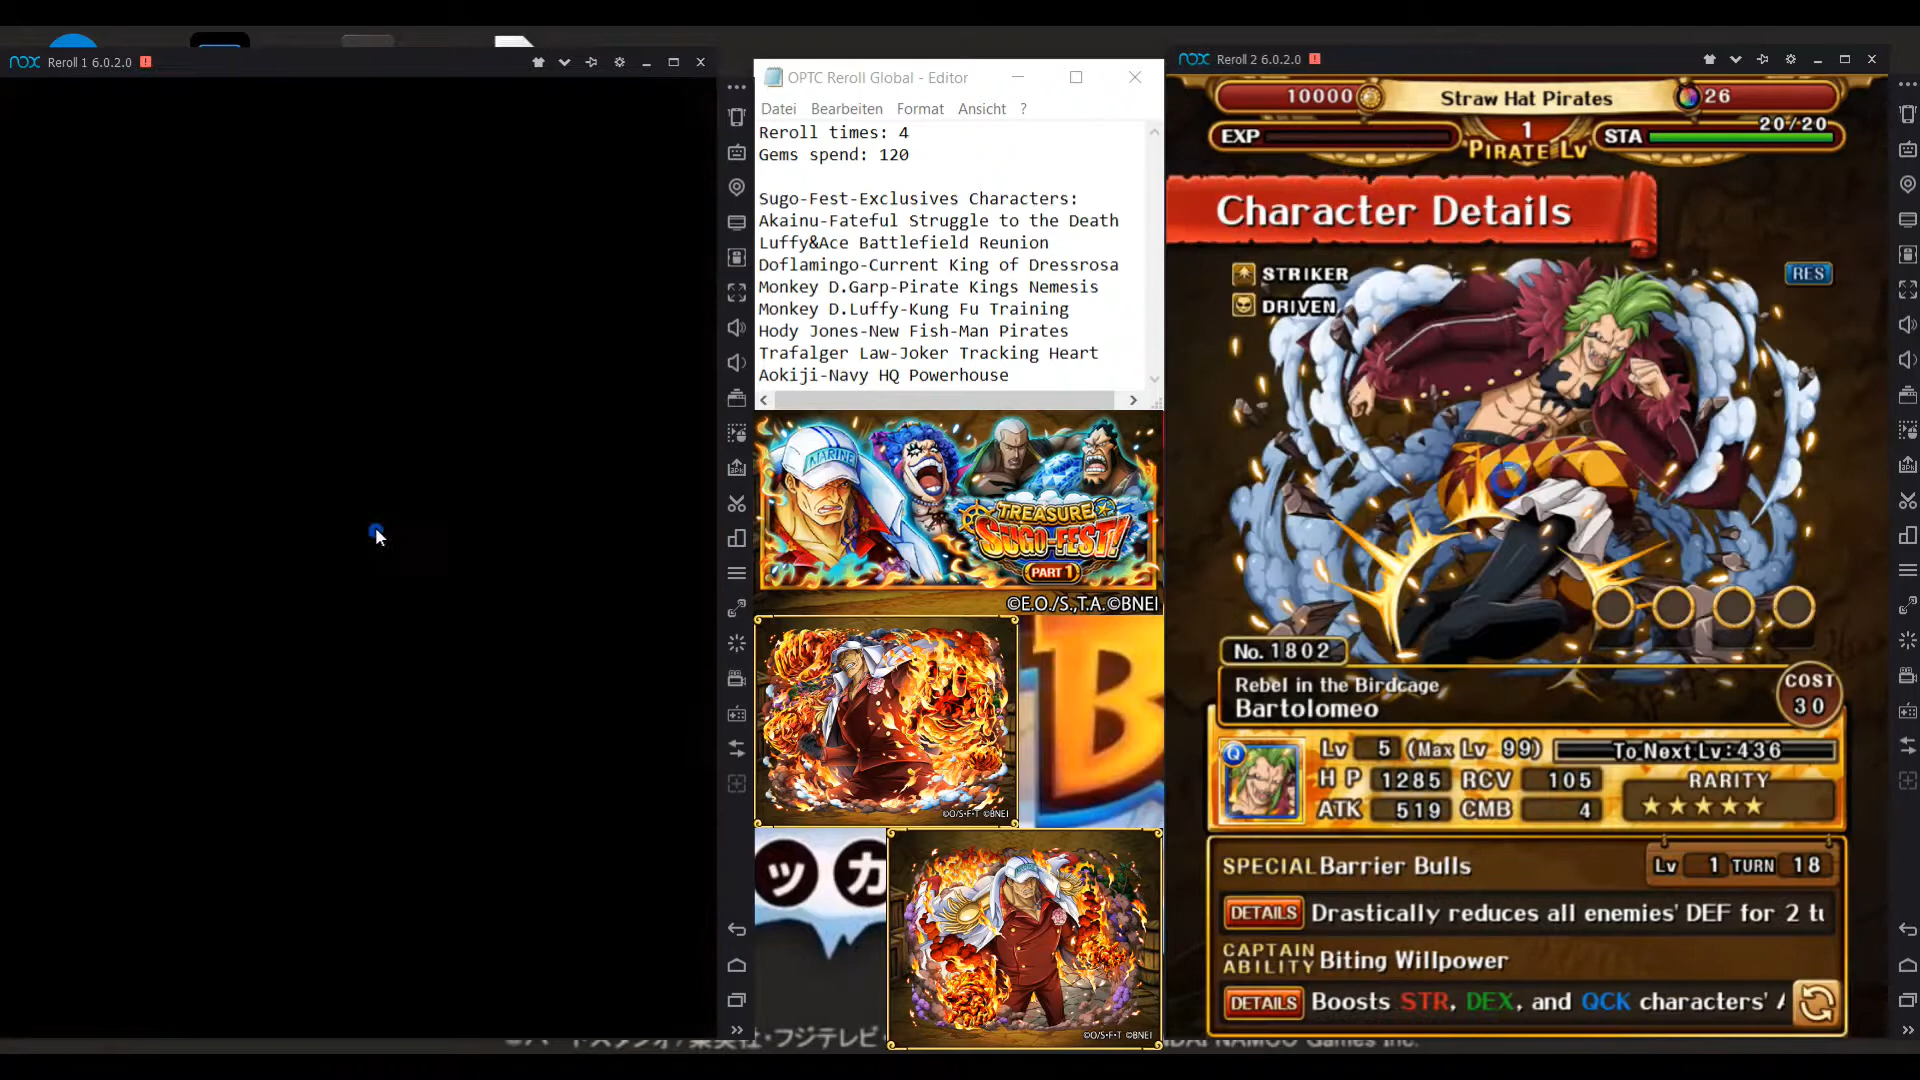 nox Reroll 1 6.0.2.0
OPTC Reroll Global - Editor
Datei Bearbeiten Format Ansicht ?
Reroll times: 4
Gems spend: 120
Sugo-Fest-Exclusives Characters:
Akainu-Fateful Struggle to the Death
Luffy&Ace Battlefield Reunion
Doflamingo-Current King of Dressrosa
Monkey D.Garp-Pirate Kings Nemesis
Monkey D.Luffy-Kung Fu Training
Hody Jones-New Fish-Man Pirates
Trafalger Law-Joker Tracking Heart
Aokiji-Navy HQ Powerhouse
MARINE
TREASURE
SUGO-FEST!
PART 1
©E.O./S.,T.A.©BNEI
©O/S・F・T ©BNEI
B
ッカ
©O/S・F・T ©BNEI
nox Reroll 2 6.0.2.0
10000 Straw Hat Pirates 26
EXP 1 STA 20/20
PIRATE Lv
Character Details
STRIKER RES
DRIVEN
No. 1802
Rebel in the Birdcage
Bartolomeo
COST
30
Q
Lv 5 (Max Lv 99) To Next Lv:436
HP 1285 RCV 105 RARITY
ATK 519 CMB 4 ★★★★★
SPECIAL Barrier Bulls Lv 1 TURN 18
DETAILS Drastically reduces all enemies' DEF for 2 tu
CAPTAIN ABILITY Biting Willpower
DETAILS Boosts STR, DEX, and QCK characters' A